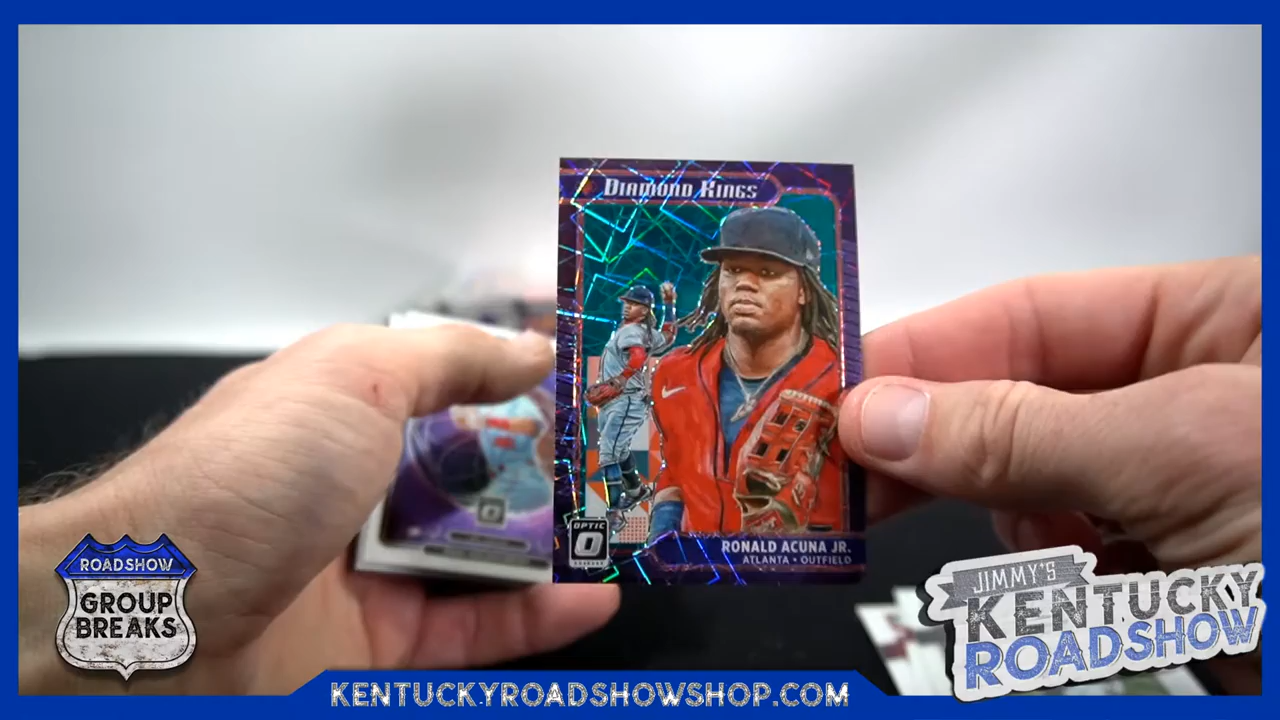 DIAMOND KINGS
OPTIC
RONALD ACUNA JR.
ATLANTA • OUTFIELD
ROADSHOW
GROUP
BREAKS
JIMMY'S
KENTUCKY
ROADSHOW
KENTUCKYROADSHOWSHOP.COM